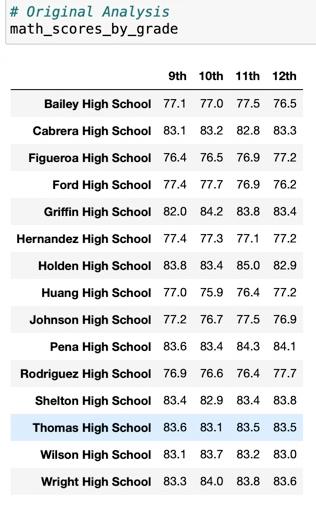 # Original Analysis
math_scores_by_grade
9th 10th 11th 12th
Bailey High School 77.1 77.0 77.5 76.5
Cabrera High School 83.1 83.2 82.8 83.3
Figueroa High School 76.4 76.5 76.9 77.2
Ford High School 77.4 77.7 76.9 76.2
Griffin High School 82.0 84.2 83.8 83.4
Hernandez High School 77.4 77.3 77.1 77.2
Holden High School 83.8 83.4 85.0 82.9
Huang High School 77.0 75.9 76.4 77.2
Johnson High School 77.2 76.7 77.5 76.9
Pena High School 83.6 83.4 84.3 84.1
Rodriguez High School 76.9 76.6 76.4 77.7
Shelton High School 83.4 82.9 83.4 83.8
Thomas High School 83.6 83.1 83.5 83.5
Wilson High School 83.1 83.7 83.2 83.0
Wright High School 83.3 84.0 83.8 83.6